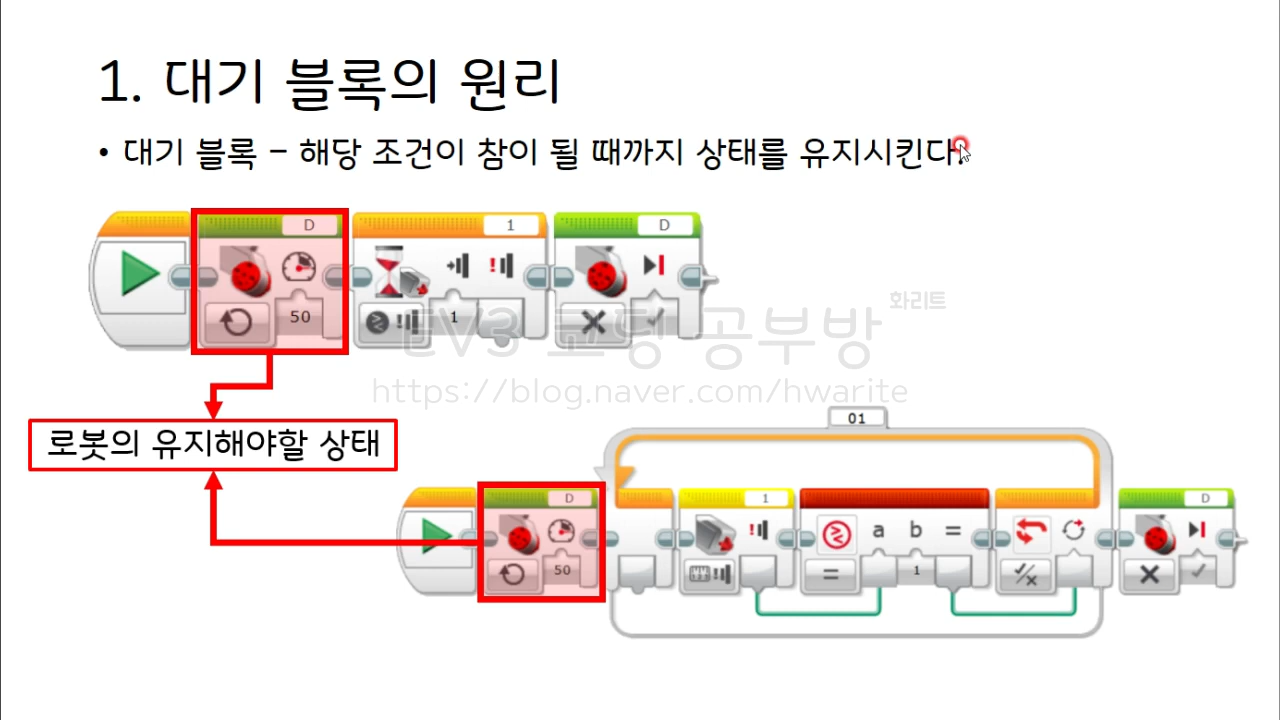 1. 대기 블록의 원리
• 대기 블록 – 해당 조건이 참이 될 때까지 상태를 유지시킨다.
D
1
D
50
1
화리트
EV3 코딩 공부방
https://blog.naver.com/hwarite
로봇의 유지해야할 상태
01
D
1
a b =
D
50
=
1